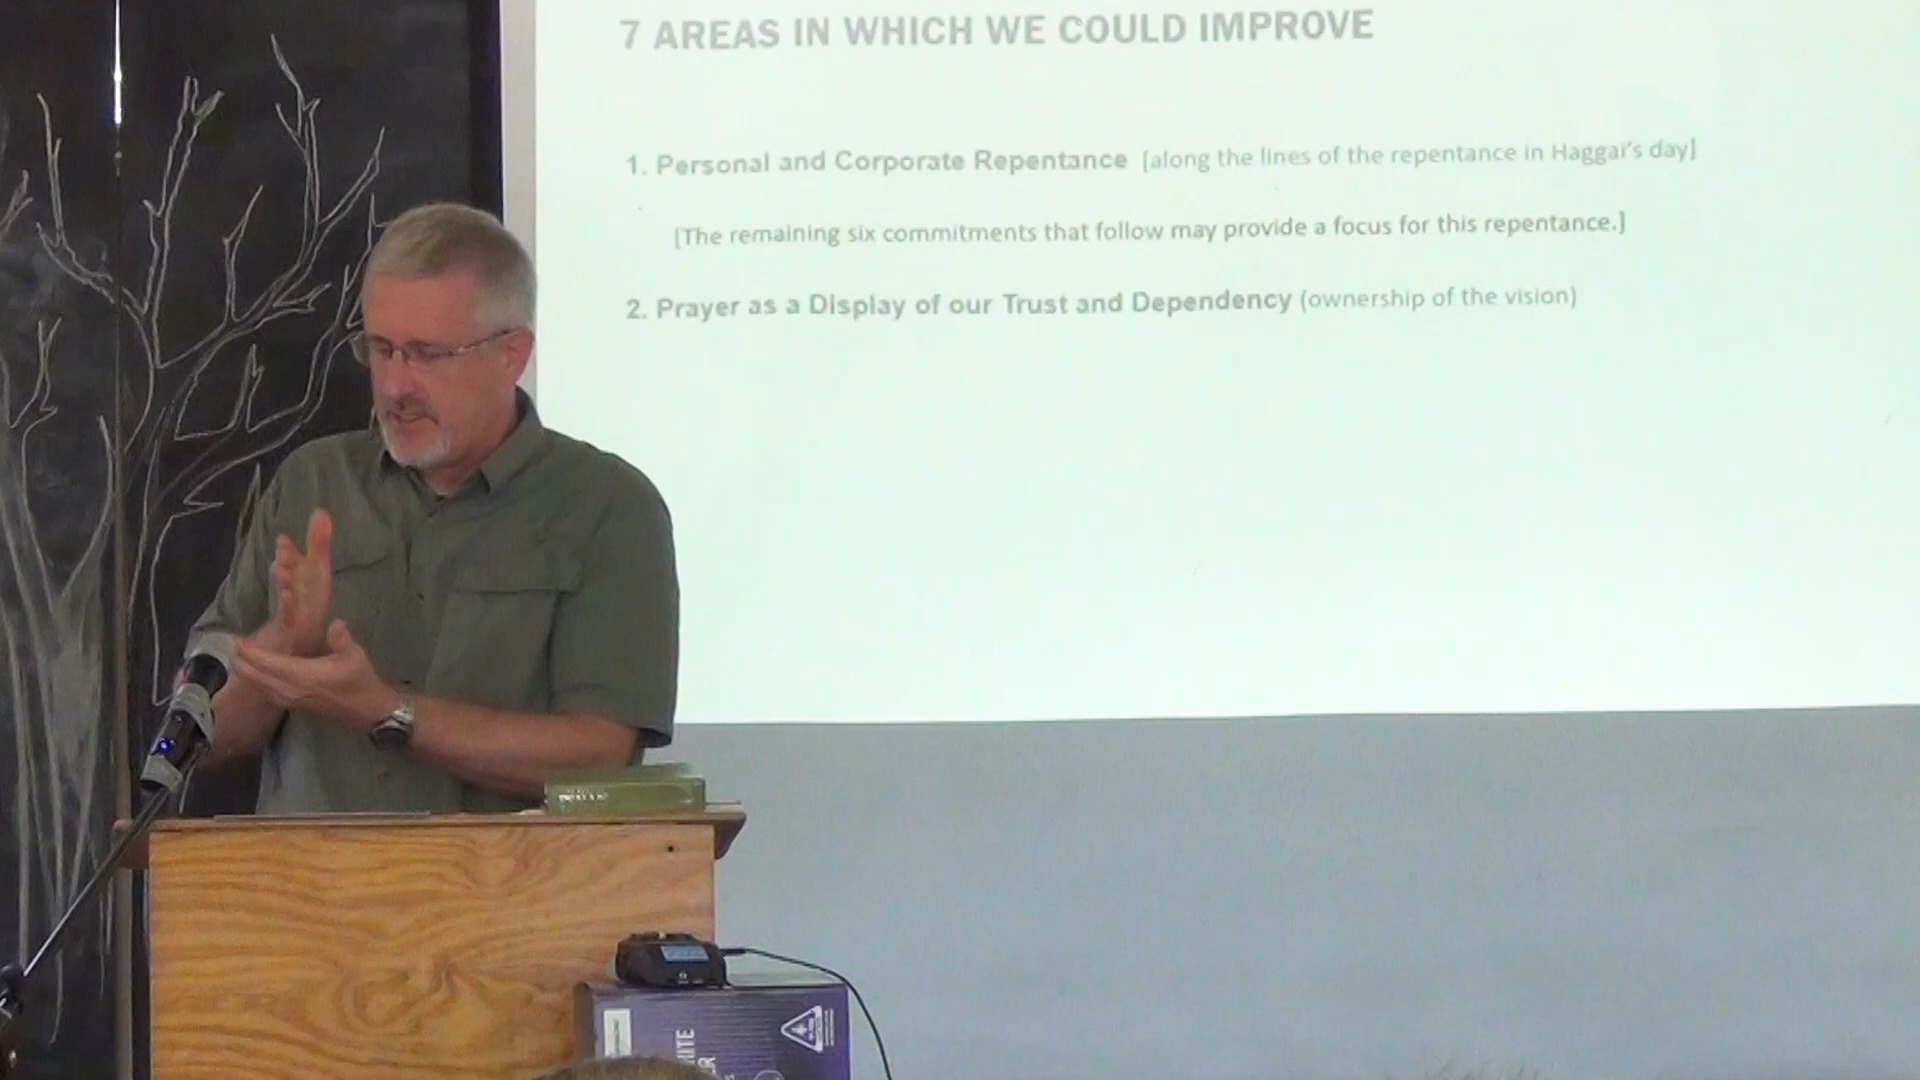 7 AREAS IN WHICH WE COULD IMPROVE
1. Personal and Corporate Repentance [along the lines of the repentance in Haggai's day]
[The remaining six commitments that follow may provide a focus for this repentance.]
2. Prayer as a Display of our Trust and Dependency (ownership of the vision)